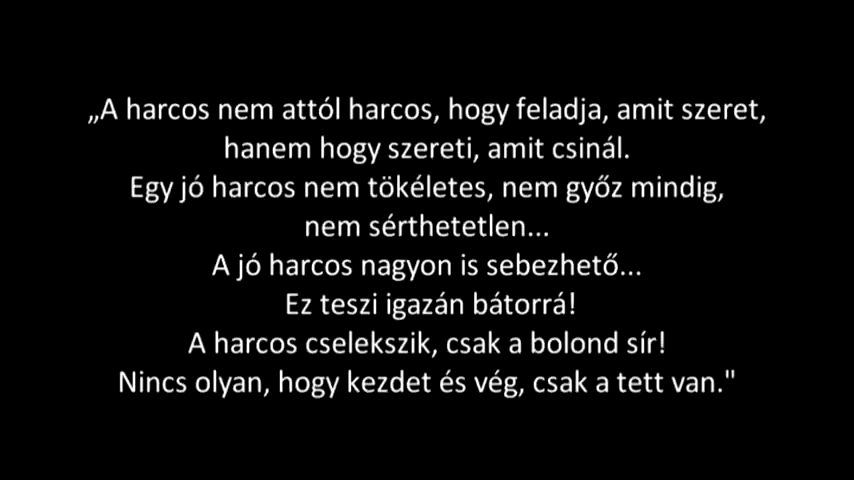 „A harcos nem attól harcos, hogy feladja, amit szeret,
hanem hogy szereti, amit csinál.
Egy jó harcos nem tökéletes, nem győz mindig,
nem sérthetetlen...
A jó harcos nagyon is sebezhető...
Ez teszi igazán bátorrá!
A harcos cselekszik, csak a bolond sír!
Nincs olyan, hogy kezdet és vég, csak a tett van."